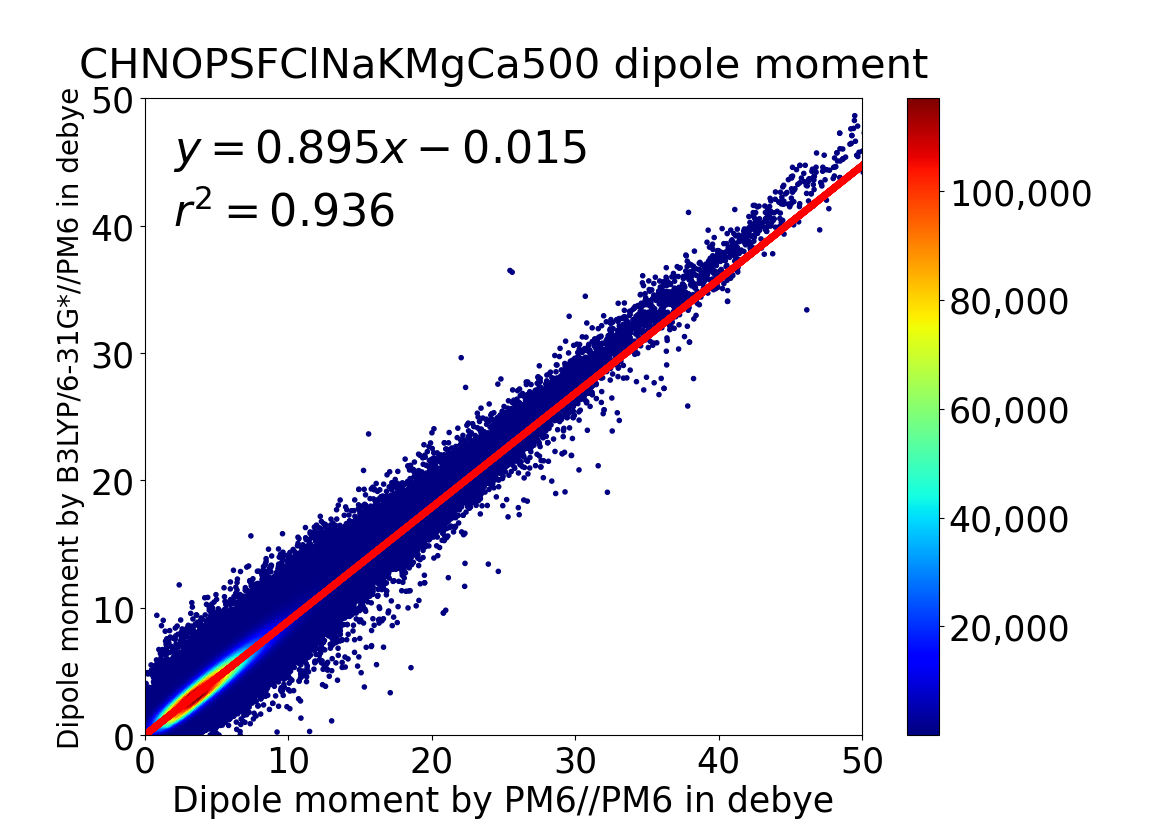 CHNOPSFClNaKMgCa500 dipole moment
y = 0.895x − 0.015
r² = 0.936
Dipole moment by B3LYP/6-31G*//PM6 in debye
50
40
30
20
10
0
0 10 20 30 40 50
Dipole moment by PM6//PM6 in debye
100,000
80,000
60,000
40,000
20,000